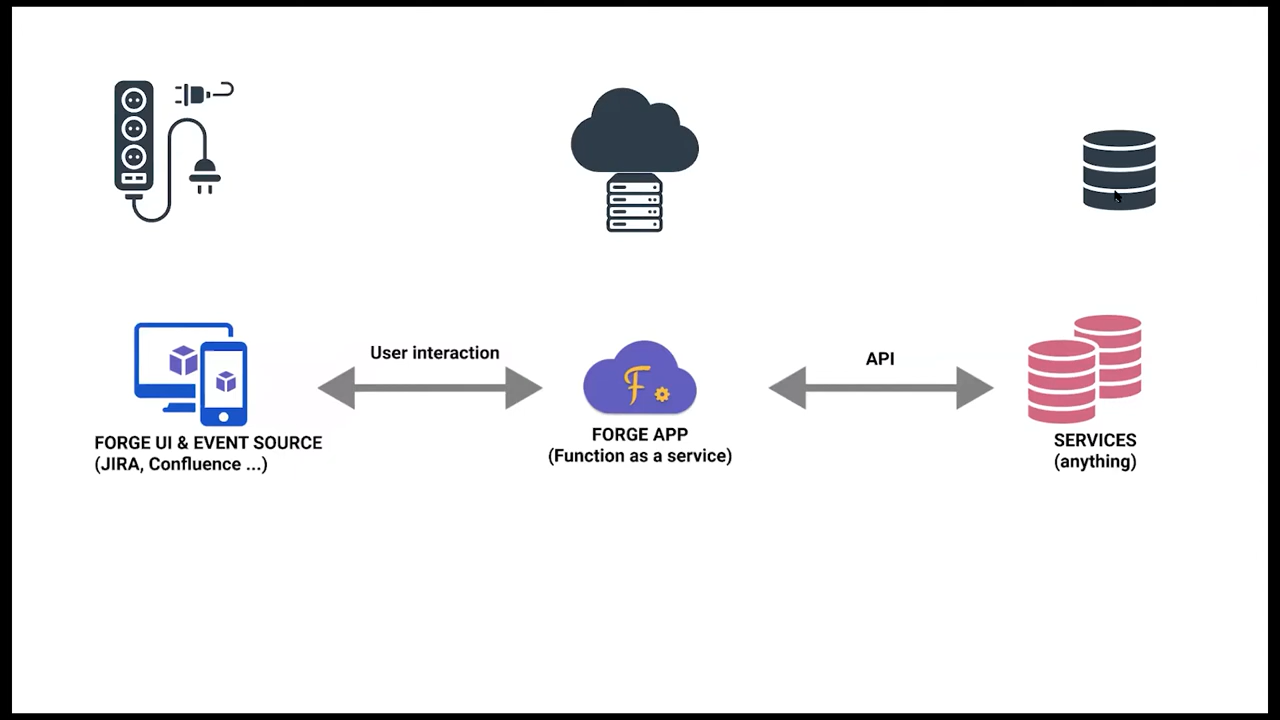 User interaction
API
FORGE UI & EVENT SOURCE
(JIRA, Confluence ...)
F
FORGE APP
(Function as a service)
SERVICES
(anything)